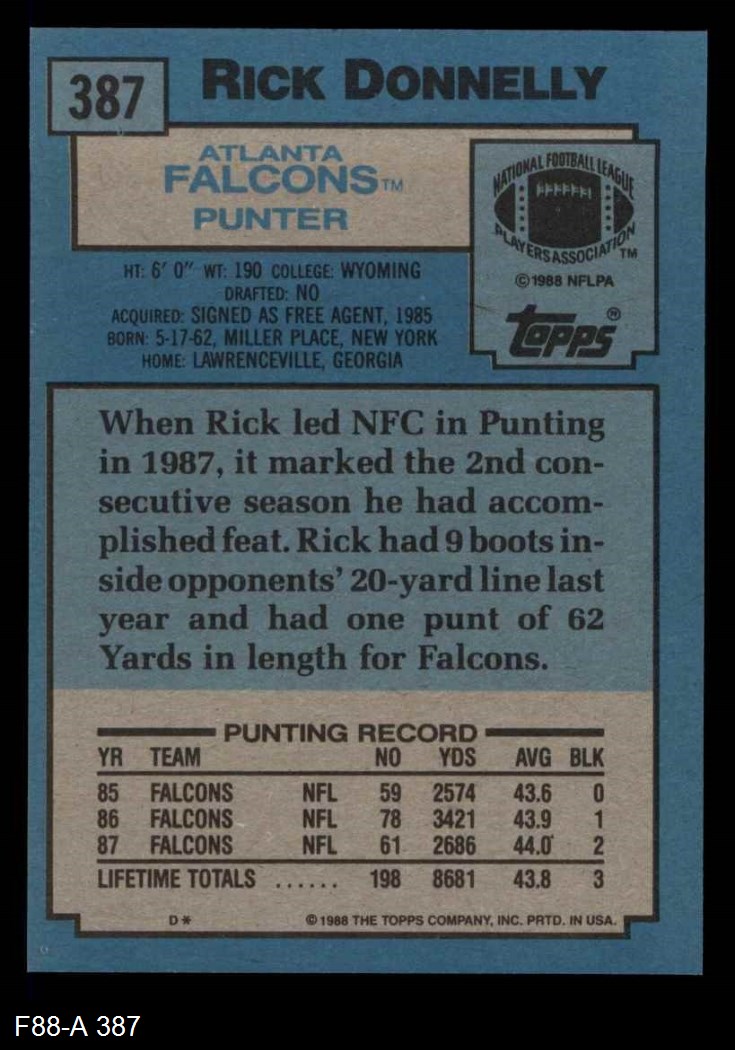 387
RICK DONNELLY
ATLANTA
FALCONS™
PUNTER
NATIONAL FOOTBALL LEAGUE
PLAYERS ASSOCIATION™
©1988 NFLPA
topps®
HT: 6' 0" WT: 190 COLLEGE: WYOMING
DRAFTED: NO
ACQUIRED: SIGNED AS FREE AGENT, 1985
BORN: 5-17-62, MILLER PLACE, NEW YORK
HOME: LAWRENCEVILLE, GEORGIA
When Rick led NFC in Punting
in 1987, it marked the 2nd con-
secutive season he had accom-
plished feat. Rick had 9 boots in-
side opponents' 20-yard line last
year and had one punt of 62
Yards in length for Falcons.
PUNTING RECORD
YR TEAM NO YDS AVG BLK
85 FALCONS NFL 59 2574 43.6 0
86 FALCONS NFL 78 3421 43.9 1
87 FALCONS NFL 61 2686 44.0 2
LIFETIME TOTALS ...... 198 8681 43.8 3
D* ©1988 THE TOPPS COMPANY, INC. PRTD. IN USA.
F88-A 387